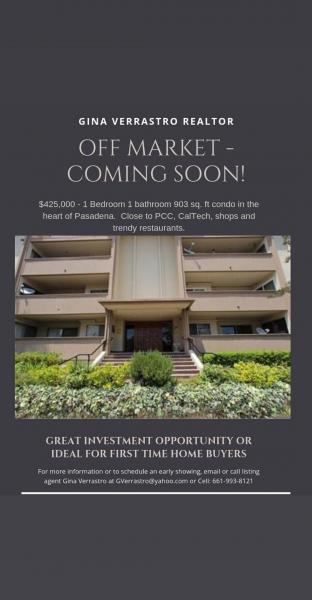 GINA VERRASTRO REALTOR
OFF MARKET -
COMING SOON!
$425,000 - 1 Bedroom 1 bathroom 903 sq. ft condo in the
heart of Pasadena.  Close to PCC, CalTech, shops and
trendy restaurants.
GREAT INVESTMENT OPPORTUNITY OR
IDEAL FOR FIRST TIME HOME BUYERS
For more information or to schedule an early showing, email or call listing
agent Gina Verrastro at GVerrastro@yahoo.com or Cell: 661-993-8121